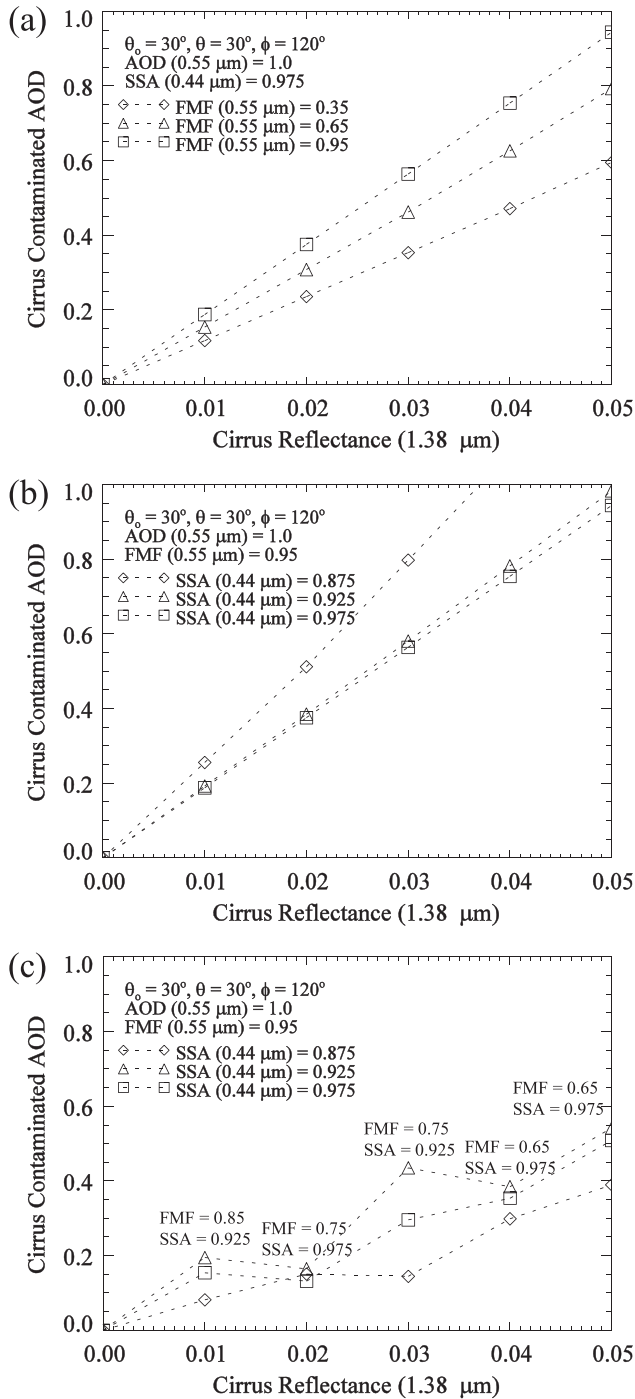 (a)
1.0
0.8
0.6
0.4
0.2
0.0
Cirrus Contaminated AOD
θo = 30°, θ = 30°, ϕ = 120°
AOD (0.55 μm) = 1.0
SSA (0.44 μm) = 0.975
FMF (0.55 μm) = 0.35
FMF (0.55 μm) = 0.65
FMF (0.55 μm) = 0.95
0.00 0.01 0.02 0.03 0.04 0.05
Cirrus Reflectance (1.38 μm)
(b)
1.0
0.8
0.6
0.4
0.2
0.0
Cirrus Contaminated AOD
θo = 30°, θ = 30°, ϕ = 120°
AOD (0.55 μm) = 1.0
FMF (0.55 μm) = 0.95
SSA (0.44 μm) = 0.875
SSA (0.44 μm) = 0.925
SSA (0.44 μm) = 0.975
0.00 0.01 0.02 0.03 0.04 0.05
Cirrus Reflectance (1.38 μm)
(c)
1.0
0.8
0.6
0.4
0.2
0.0
Cirrus Contaminated AOD
θo = 30°, θ = 30°, ϕ = 120°
AOD (0.55 μm) = 1.0
FMF (0.55 μm) = 0.95
SSA (0.44 μm) = 0.875
SSA (0.44 μm) = 0.925
SSA (0.44 μm) = 0.975
FMF = 0.85
SSA = 0.925
FMF = 0.75
SSA = 0.975
FMF = 0.75
SSA = 0.925
FMF = 0.65
SSA = 0.975
FMF = 0.65
SSA = 0.975
0.00 0.01 0.02 0.03 0.04 0.05
Cirrus Reflectance (1.38 μm)